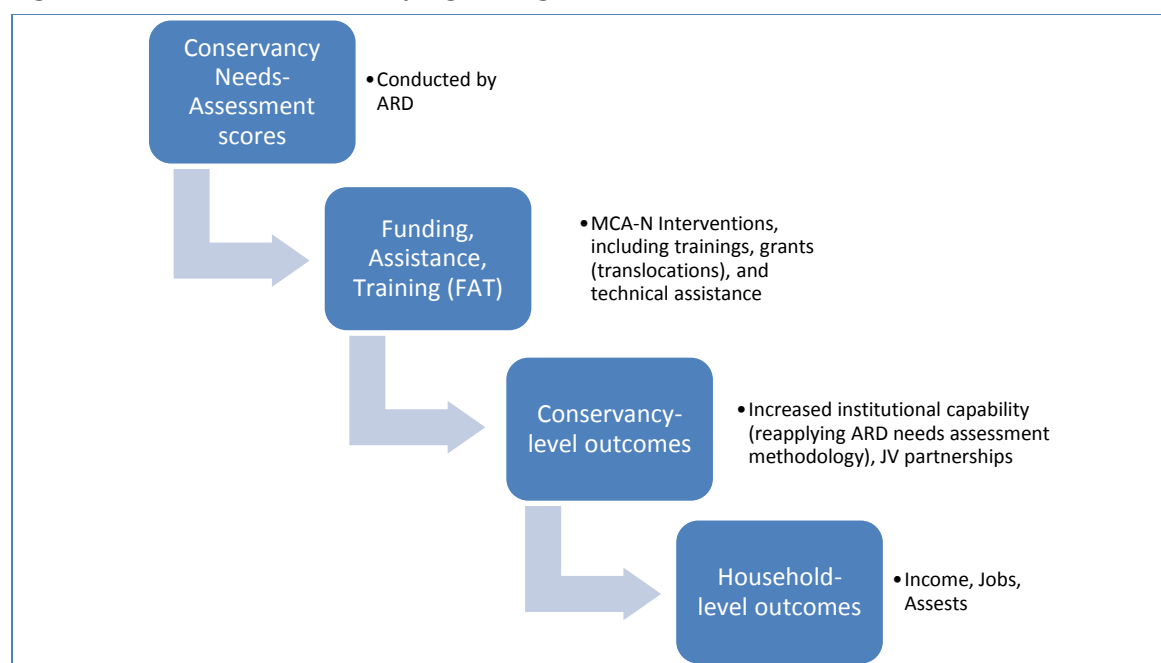 Conservancy
Needs-
Assessment
scores
•Conducted by
ARD
Funding,
Assistance,
Training (FAT)
•MCA-N Interventions,
including trainings, grants
(translocations), and
technical assistance
Conservancy-
level outcomes
•Increased institutional capability
(reapplying ARD needs assessment
methodology), JV partnerships
Household-
level outcomes
•Income, Jobs,
Assests